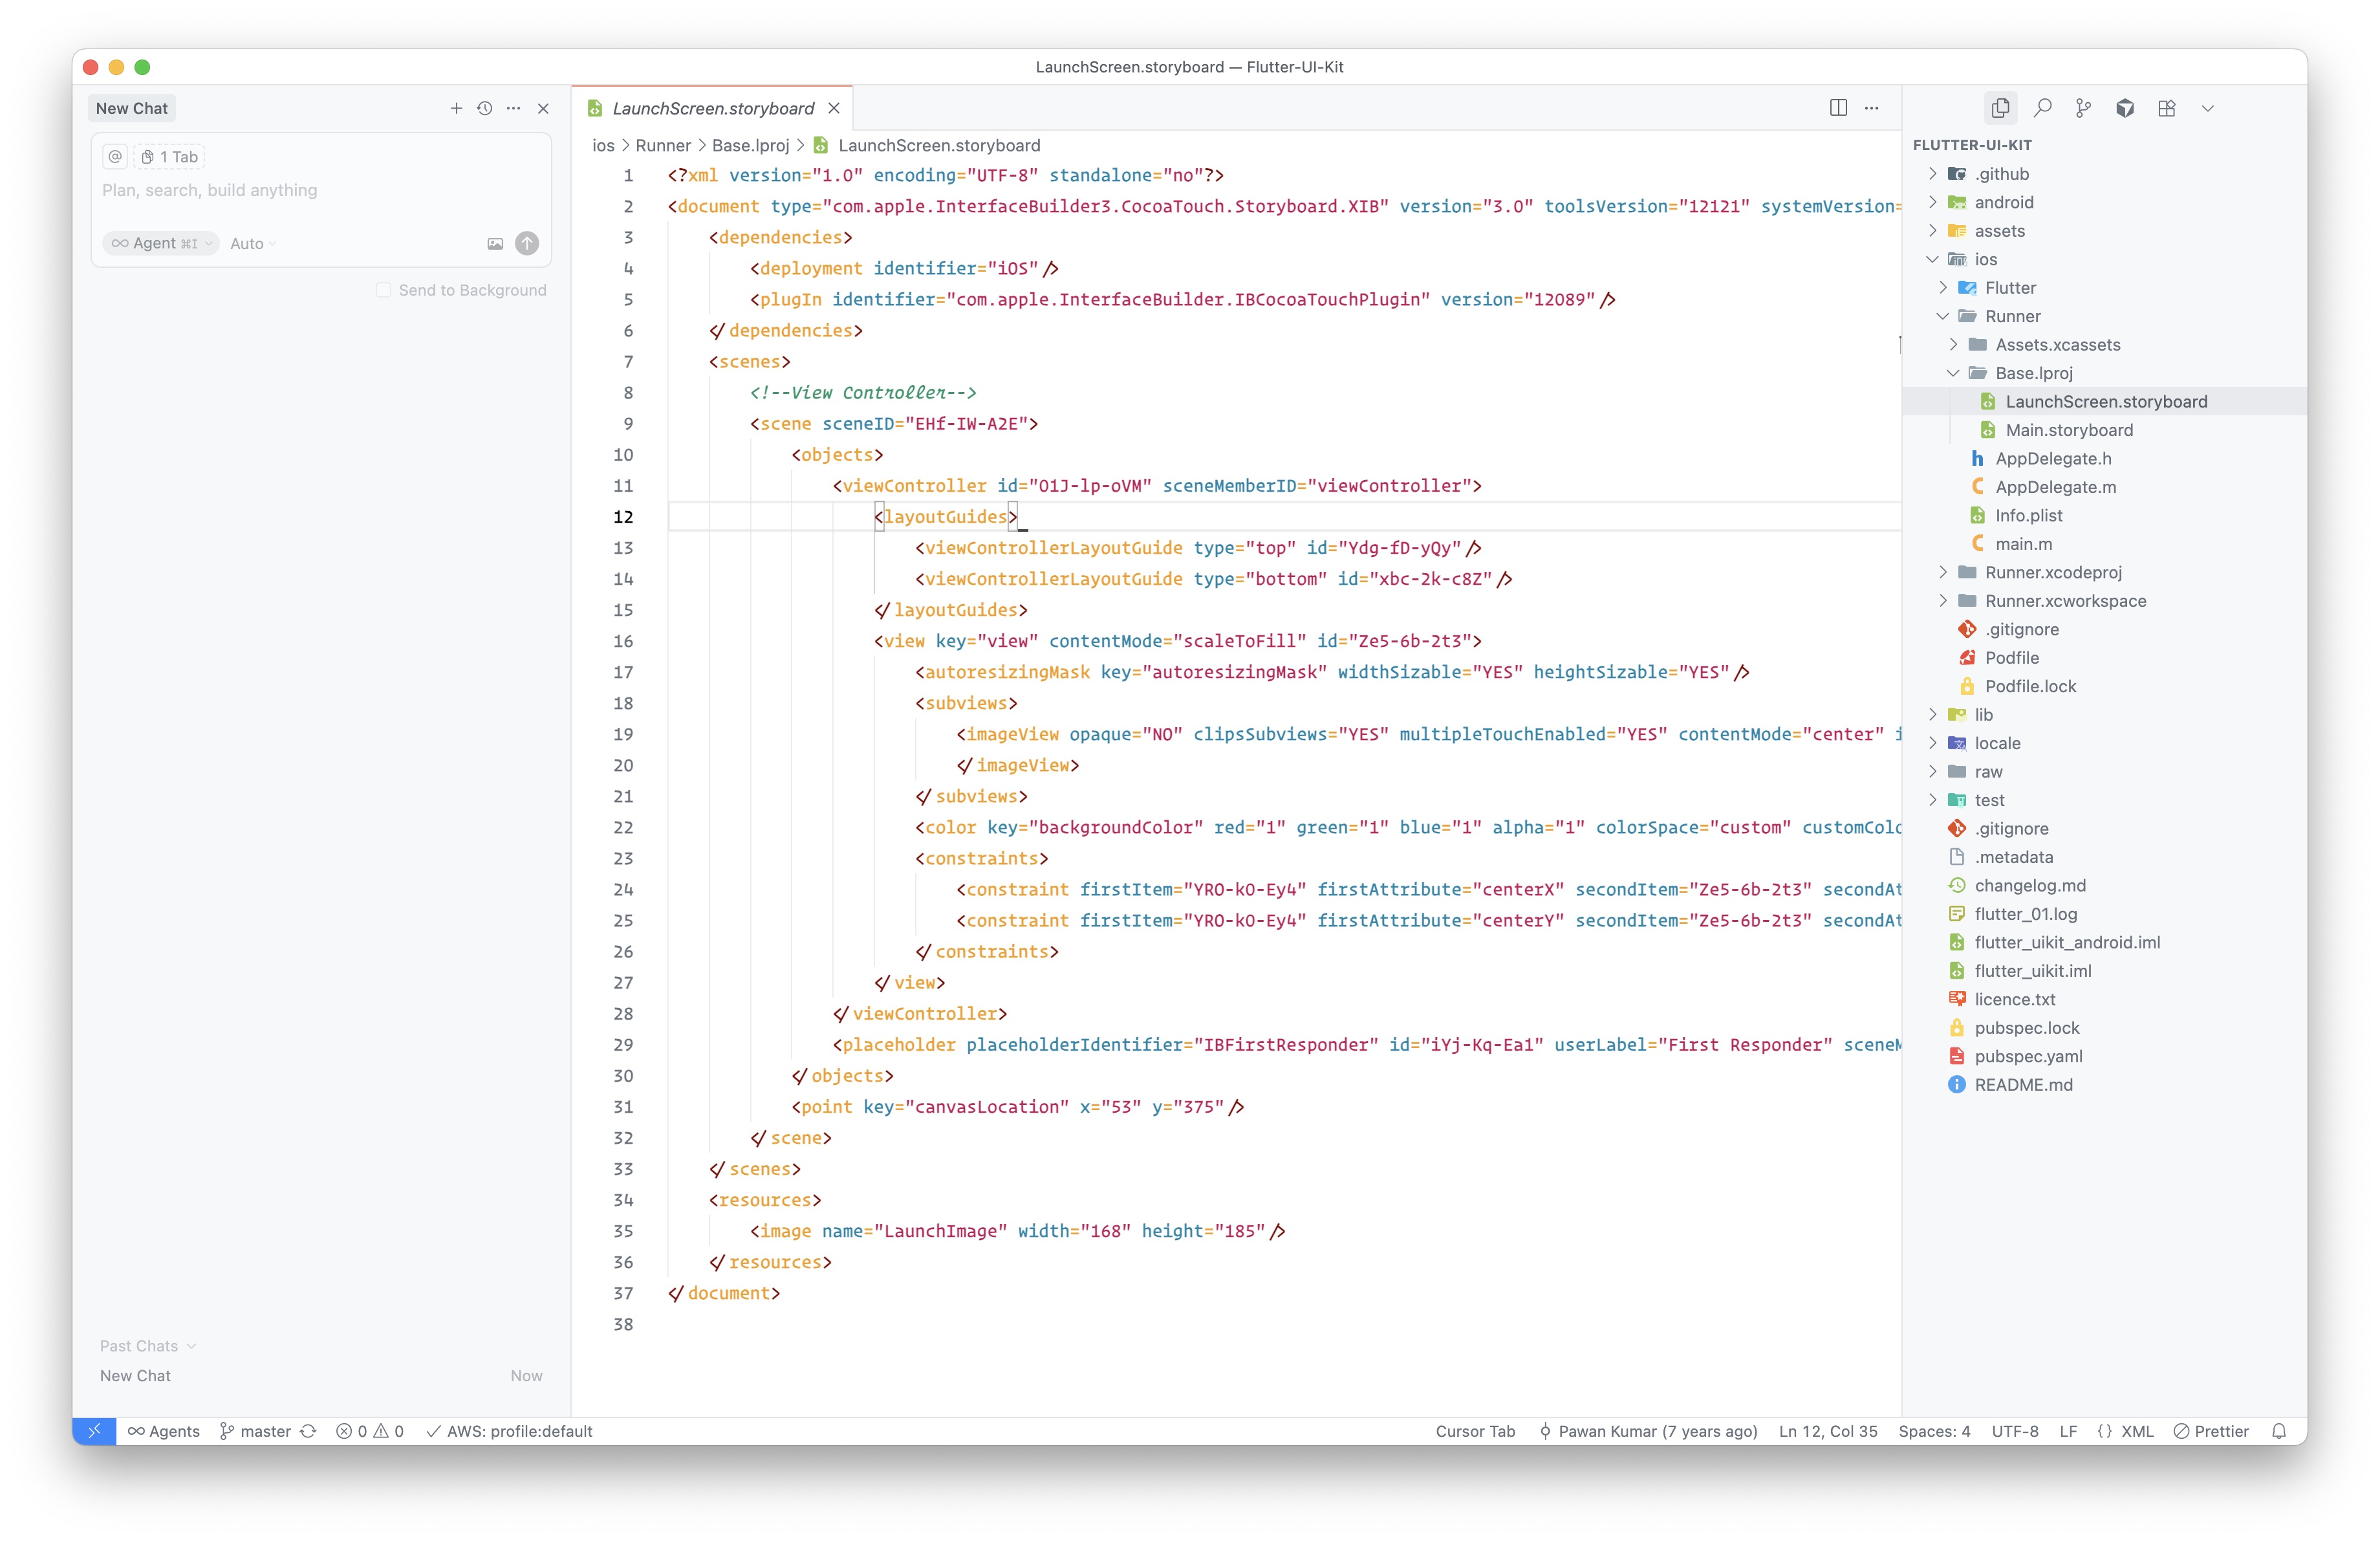 LaunchScreen.storyboard — Flutter-UI-Kit
New Chat
@ 1 Tab
Plan, search, build anything
Agent ⌘I Auto
Send to Background
Past Chats
New Chat Now
LaunchScreen.storyboard
ios > Runner > Base.lproj > LaunchScreen.storyboard
1 <?xml version="1.0" encoding="UTF-8" standalone="no"?>
2 <document type="com.apple.InterfaceBuilder3.CocoaTouch.Storyboard.XIB" version="3.0" toolsVersion="12121" systemVersion=
3 <dependencies>
4 <deployment identifier="iOS"/>
5 <plugIn identifier="com.apple.InterfaceBuilder.IBCocoaTouchPlugin" version="12089"/>
6 </dependencies>
7 <scenes>
8 <!--View Controller-->
9 <scene sceneID="EHf-IW-A2E">
10 <objects>
11 <viewController id="01J-lp-oVM" sceneMemberID="viewController">
12 <layoutGuides>
13 <viewControllerLayoutGuide type="top" id="Ydg-fD-yQy"/>
14 <viewControllerLayoutGuide type="bottom" id="xbc-2k-c8Z"/>
15 </layoutGuides>
16 <view key="view" contentMode="scaleToFill" id="Ze5-6b-2t3">
17 <autoresizingMask key="autoresizingMask" widthSizable="YES" heightSizable="YES"/>
18 <subviews>
19 <imageView opaque="NO" clipsSubviews="YES" multipleTouchEnabled="YES" contentMode="center" i
20 </imageView>
21 </subviews>
22 <color key="backgroundColor" red="1" green="1" blue="1" alpha="1" colorSpace="custom" customColo
23 <constraints>
24 <constraint firstItem="YRO-k0-Ey4" firstAttribute="centerX" secondItem="Ze5-6b-2t3" secondAt
25 <constraint firstItem="YRO-k0-Ey4" firstAttribute="centerY" secondItem="Ze5-6b-2t3" secondAt
26 </constraints>
27 </view>
28 </viewController>
29 <placeholder placeholderIdentifier="IBFirstResponder" id="iYj-Kq-Ea1" userLabel="First Responder" sceneM
30 </objects>
31 <point key="canvasLocation" x="53" y="375"/>
32 </scene>
33 </scenes>
34 <resources>
35 <image name="LaunchImage" width="168" height="185"/>
36 </resources>
37 </document>
38
FLUTTER-UI-KIT
.github
android
assets
ios
Flutter
Runner
Assets.xcassets
Base.lproj
LaunchScreen.storyboard
Main.storyboard
AppDelegate.h
AppDelegate.m
Info.plist
main.m
Runner.xcodeproj
Runner.xcworkspace
.gitignore
Podfile
Podfile.lock
lib
locale
raw
test
.gitignore
.metadata
changelog.md
flutter_01.log
flutter_uikit_android.iml
flutter_uikit.iml
licence.txt
pubspec.lock
pubspec.yaml
README.md
Agents master 0 0 AWS: profile:default Cursor Tab Pawan Kumar (7 years ago) Ln 12, Col 35 Spaces: 4 UTF-8 LF {} XML Prettier